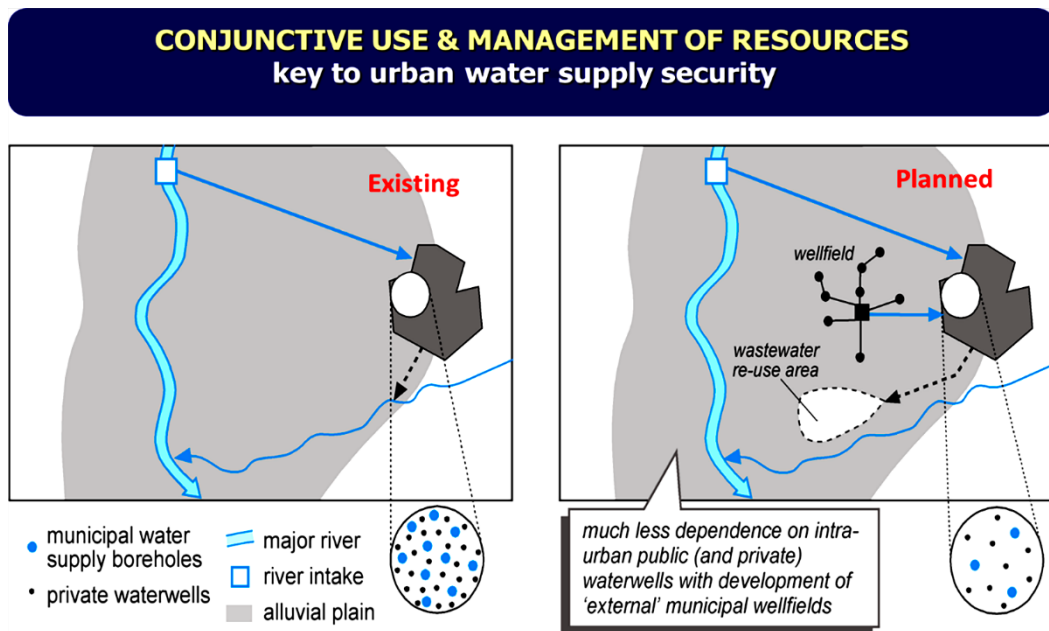 CONJUNCTIVE USE & MANAGEMENT OF RESOURCES
key to urban water supply security
Existing
Planned
wellfield
wastewater
re-use area
municipal water
supply boreholes
private waterwells
major river
river intake
alluvial plain
much less dependence on intra-
urban public (and private)
waterwells with development of
‘external’ municipal wellfields